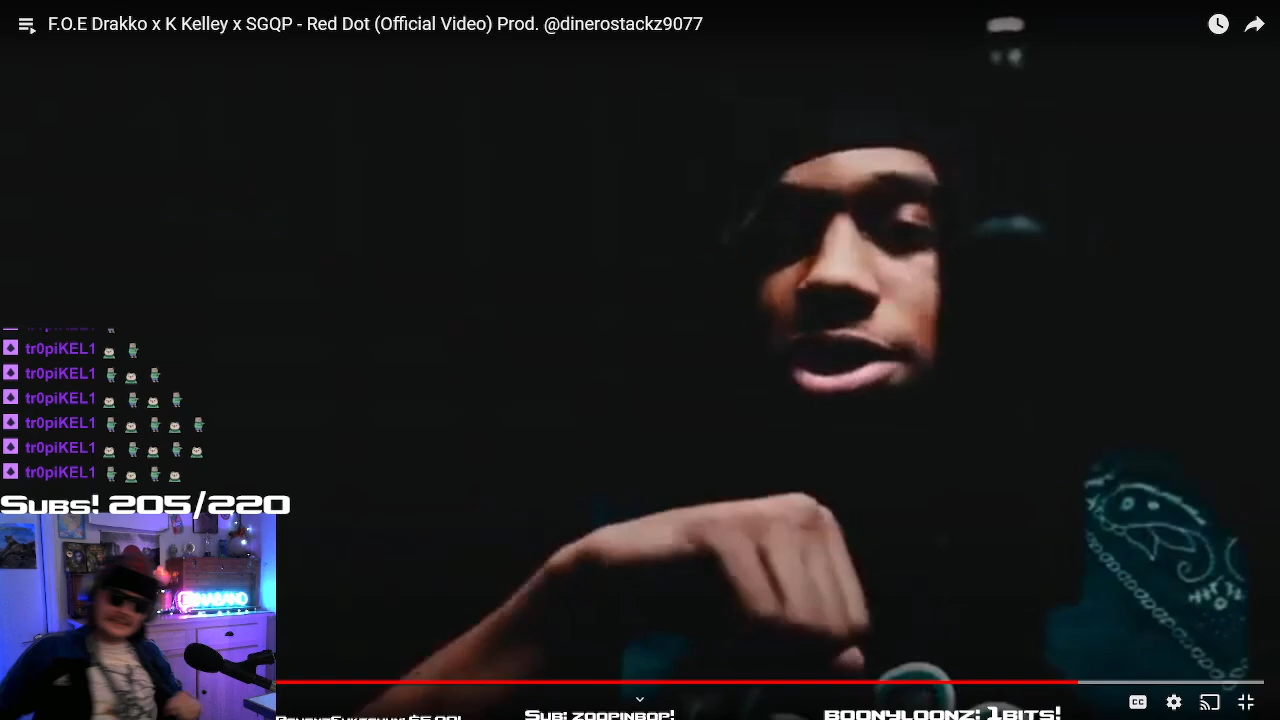 F.O.E Drakko x K Kelley x SGQP - Red Dot (Official Video) Prod. @dinerostackz9077
tr0piKEL1
tr0piKEL1
tr0piKEL1
tr0piKEL1
tr0piKEL1
tr0piKEL1
Subs! 205/220
Sub: zoopinbop!
boonyloonz: 1Bits!
CC